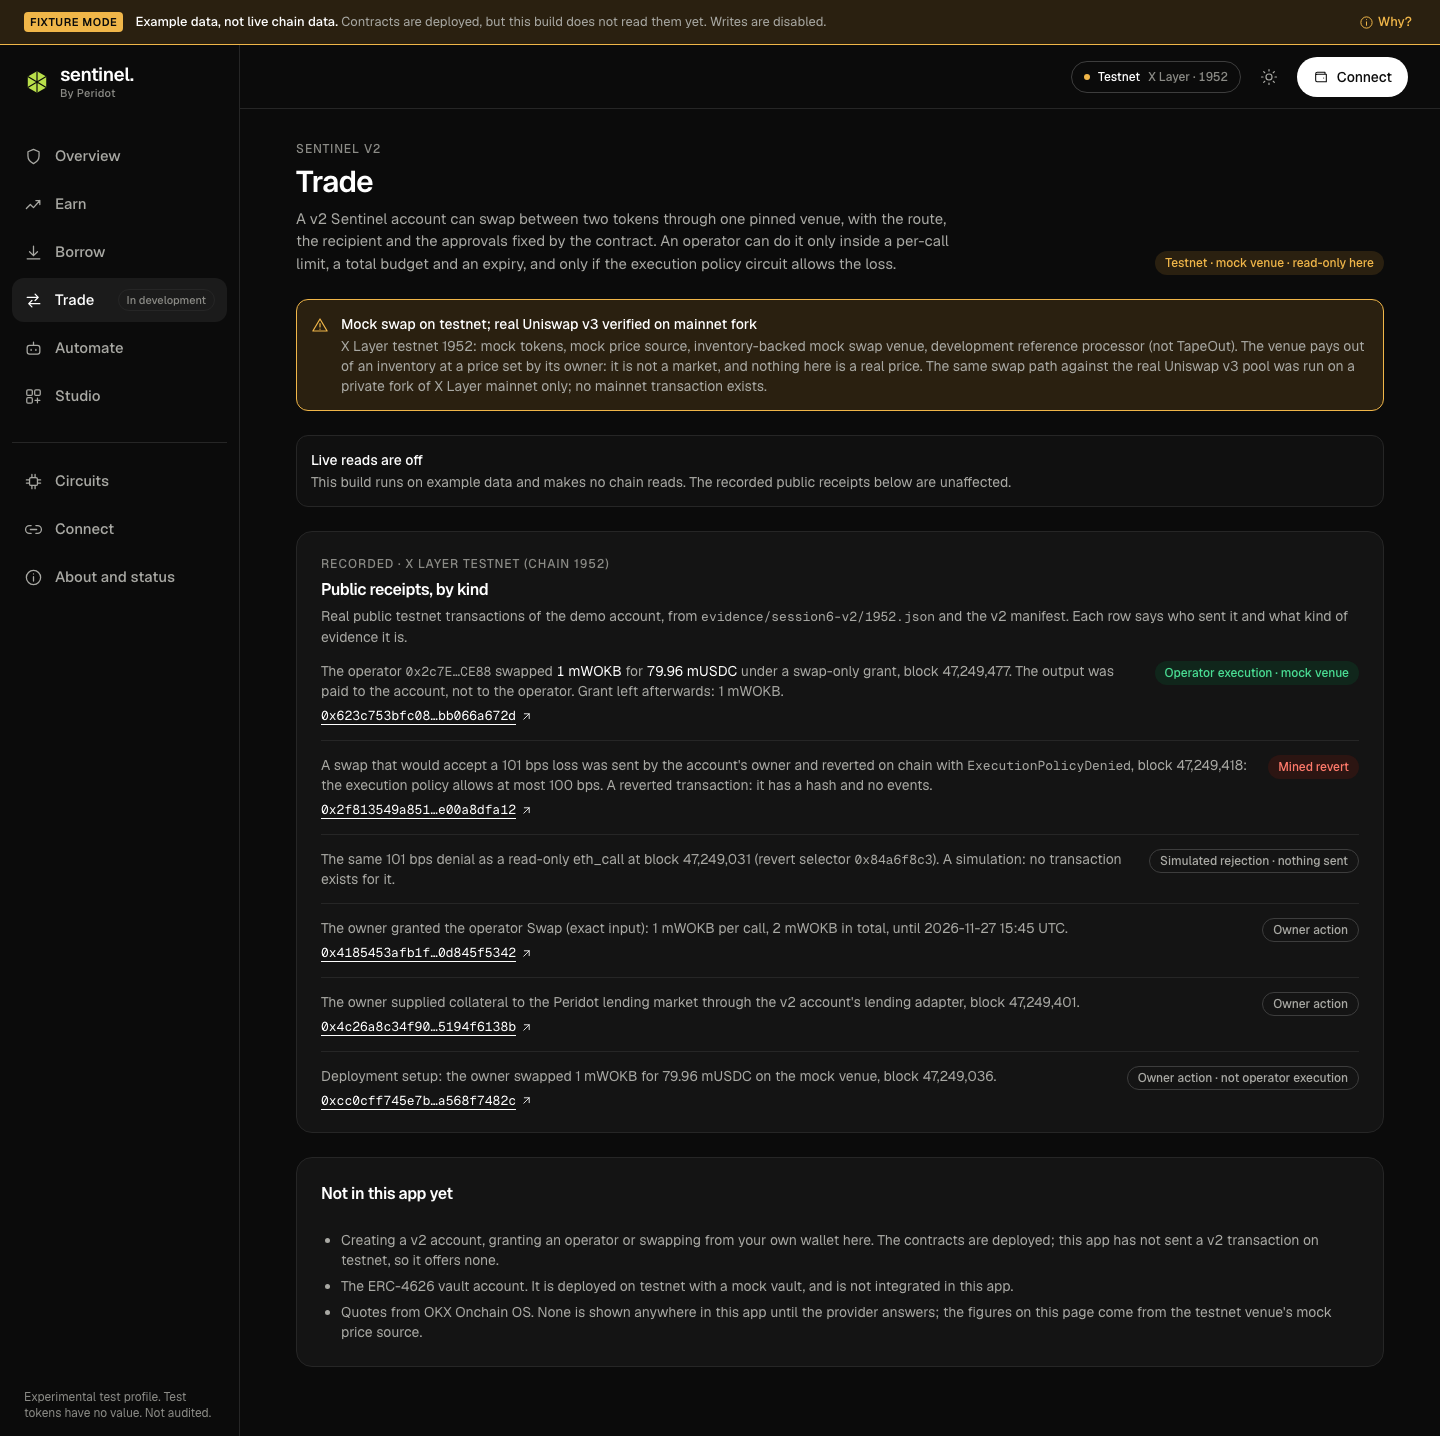 FIXTURE MODE Example data, not live chain data. Contracts are deployed, but this build does not read them yet. Writes are disabled. Why?
sentinel.
By Peridot
Testnet X Layer · 1952 Connect
Overview
Earn
Borrow
Trade In development
Automate
Studio
Circuits
Connect
About and status
Experimental test profile. Test
tokens have no value. Not audited.
SENTINEL V2
Trade
A v2 Sentinel account can swap between two tokens through one pinned venue, with the route,
the recipient and the approvals fixed by the contract. An operator can do it only inside a per-call
limit, a total budget and an expiry, and only if the execution policy circuit allows the loss.
Testnet · mock venue · read-only here
Mock swap on testnet; real Uniswap v3 verified on mainnet fork
X Layer testnet 1952: mock tokens, mock price source, inventory-backed mock swap venue, development reference processor (not TapeOut). The venue pays out
of an inventory at a price set by its owner: it is not a market, and nothing here is a real price. The same swap path against the real Uniswap v3 pool was run on a
private fork of X Layer mainnet only; no mainnet transaction exists.
Live reads are off
This build runs on example data and makes no chain reads. The recorded public receipts below are unaffected.
RECORDED · X LAYER TESTNET (CHAIN 1952)
Public receipts, by kind
Real public testnet transactions of the demo account, from evidence/session6-v2/1952.json and the v2 manifest. Each row says who sent it and what kind of
evidence it is.
The operator 0x2c7E…CE88 swapped 1 mWOKB for 79.96 mUSDC under a swap-only grant, block 47,249,477. The output was
paid to the account, not to the operator. Grant left afterwards: 1 mWOKB.
Operator execution · mock venue
0x623c753bfc08…bb066a672d
A swap that would accept a 101 bps loss was sent by the account's owner and reverted on chain with ExecutionPolicyDenied, block 47,249,418:
the execution policy allows at most 100 bps. A reverted transaction: it has a hash and no events.
Mined revert
0x2f813549a851…e00a8dfa12
The same 101 bps denial as a read-only eth_call at block 47,249,031 (revert selector 0x84a6f8c3). A simulation: no transaction
exists for it.
Simulated rejection · nothing sent
The owner granted the operator Swap (exact input): 1 mWOKB per call, 2 mWOKB in total, until 2026-11-27 15:45 UTC.
Owner action
0x4185453afb1f…0d845f5342
The owner supplied collateral to the Peridot lending market through the v2 account's lending adapter, block 47,249,401.
Owner action
0x4c26a8c34f90…5194f6138b
Deployment setup: the owner swapped 1 mWOKB for 79.96 mUSDC on the mock venue, block 47,249,036.
Owner action · not operator execution
0xcc0cff745e7b…a568f7482c
Not in this app yet
• Creating a v2 account, granting an operator or swapping from your own wallet here. The contracts are deployed; this app has not sent a v2 transaction on
testnet, so it offers none.
• The ERC-4626 vault account. It is deployed on testnet with a mock vault, and is not integrated in this app.
• Quotes from OKX Onchain OS. None is shown anywhere in this app until the provider answers; the figures on this page come from the testnet venue's mock
price source.